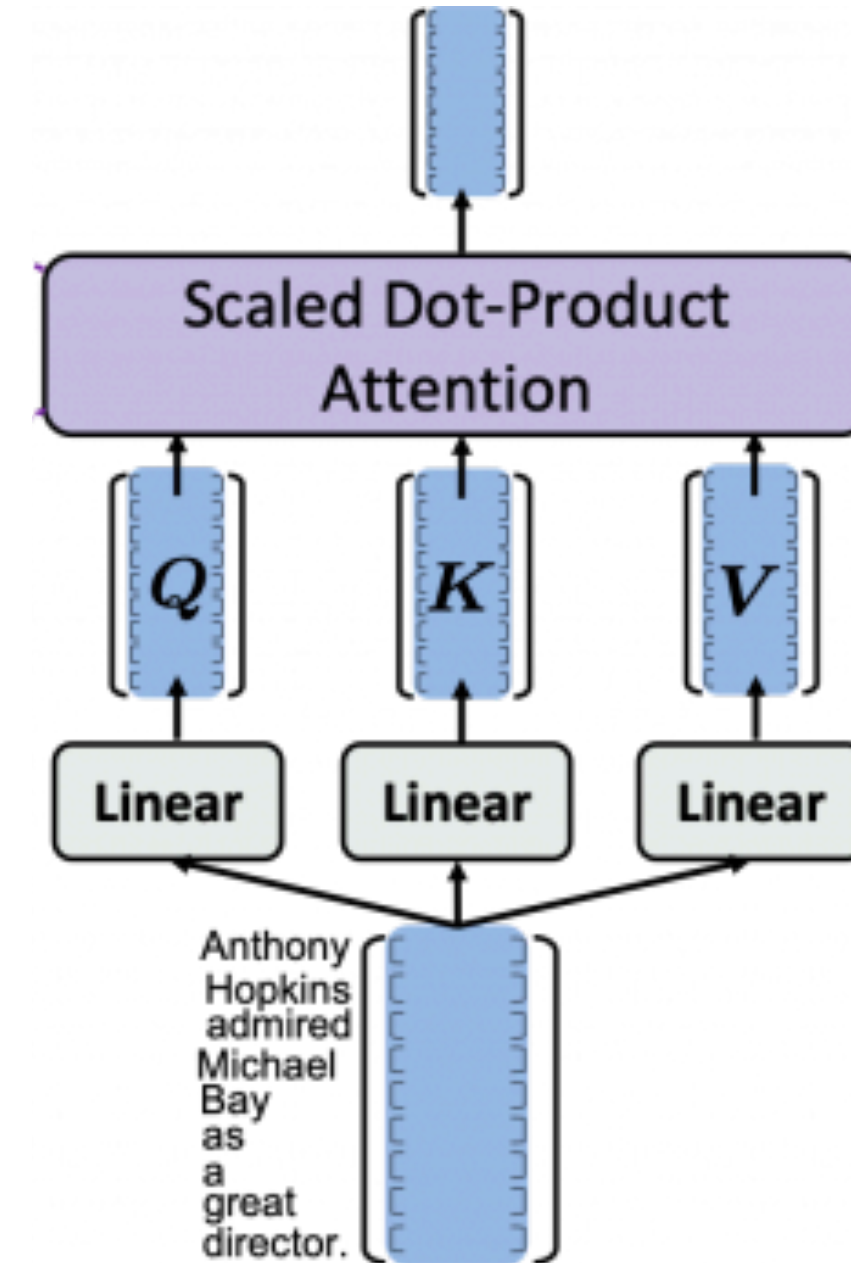 Scaled Dot-Product
Attention
Q
K
V
Linear
Linear
Linear
Anthony
Hopkins
admired
Michael
Bay
as
a
great
director.